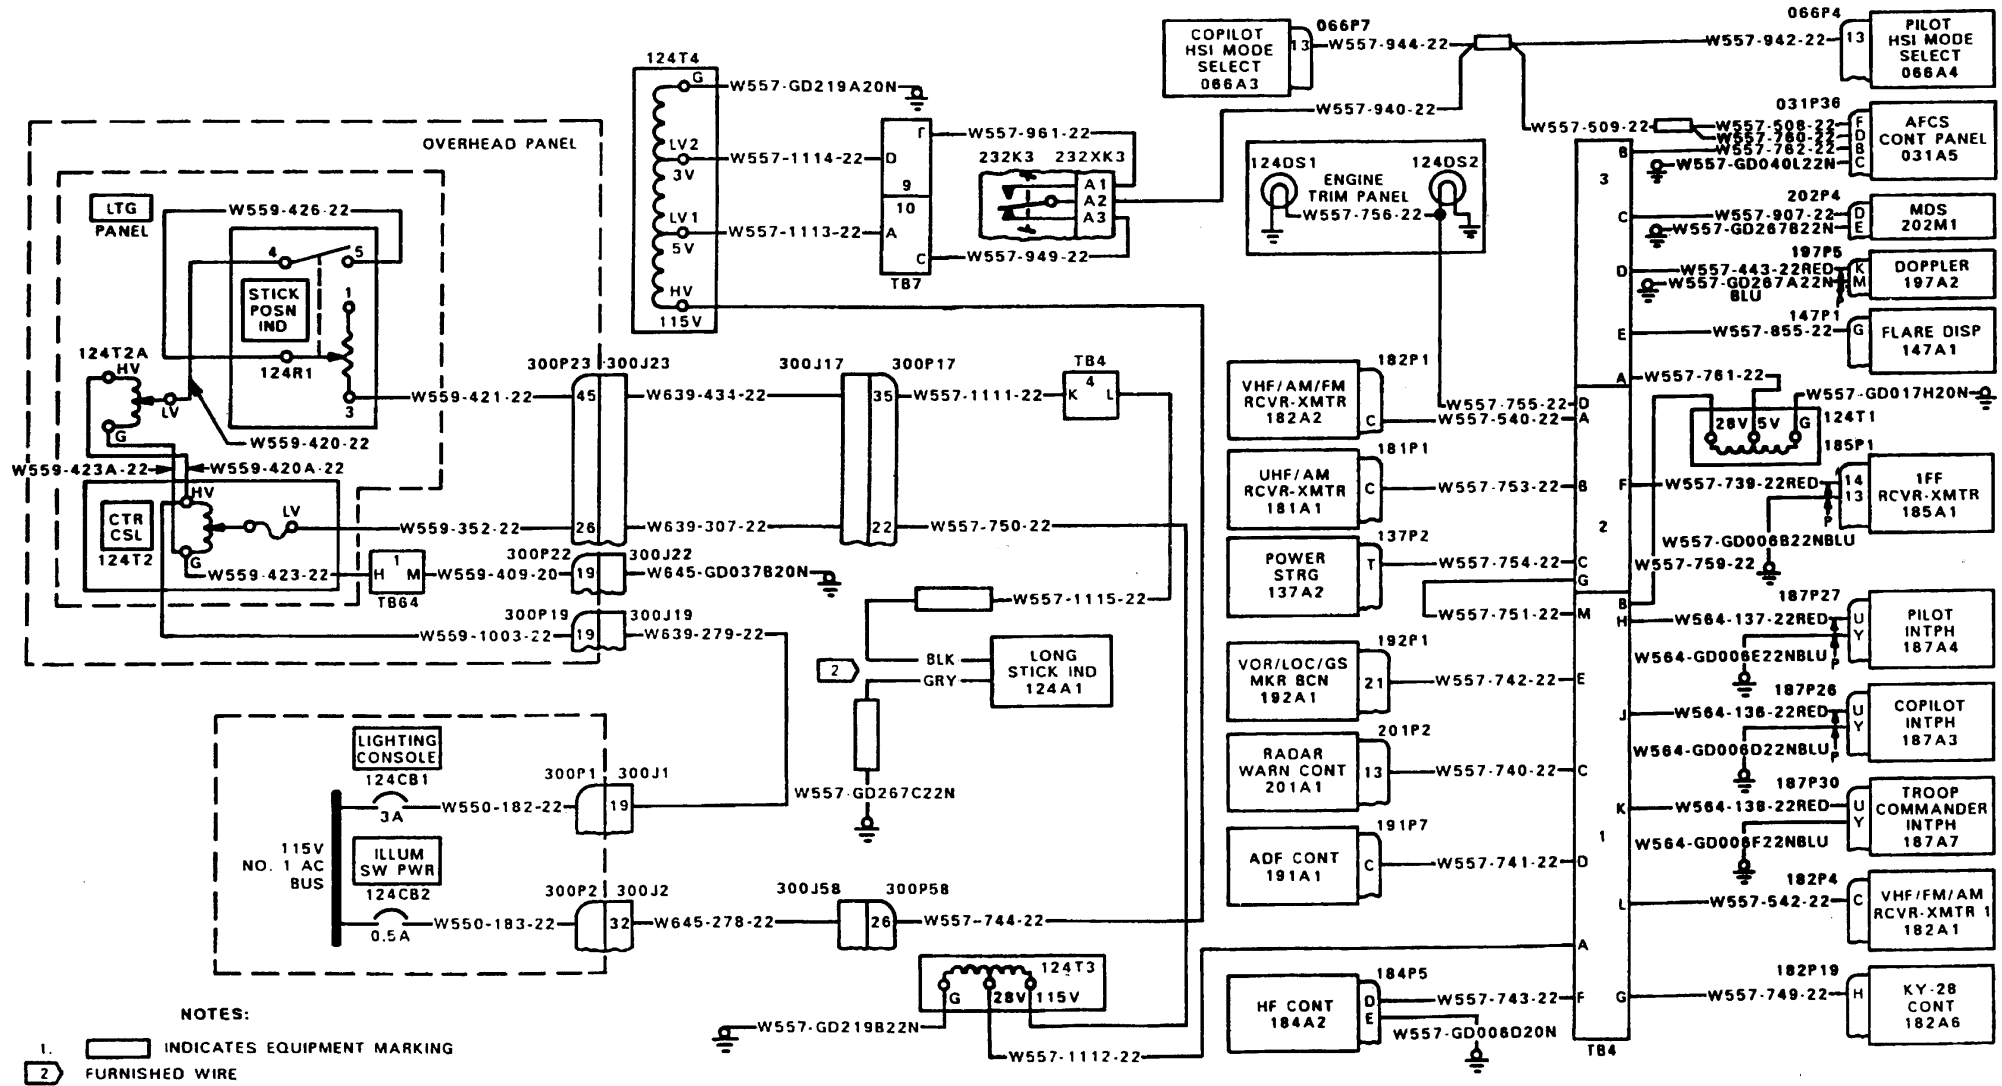 OVERHEAD PANEL
LTG
PANEL
W559-426-22
4
5
STICK
POSN
IND
1
124R1
3
124T2A
HV
LV
G
W559-420-22
W559-423A-22
W559-420A-22
HV
LV
CTR
CSL
124T2
G
W559-423-22
W559-421-22
W559-352-22
H
1
M
TB64
W559-409-20
W559-1003-22
300P23
300J23
45
26
W639-434-22
W639-307-22
300P22
300J22
19
W645-GD037B20N
300P19
300J19
19
W639-279-22
300J17
300P17
35
22
W557-1111-22
W557-750-22
TB4
K
4
L
W557-1115-22
BLK
GRY
2
LONG
STICK IND
124A1
W557-GD267C22N
LIGHTING
CONSOLE
124CB1
3A
W550-182-22
300P1
300J1
19
115V
NO. 1 AC
BUS
ILLUM
SW PWR
124CB2
0.5A
W550-183-22
300P2
300J2
32
W645-278-22
300J58
300P58
26
W557-744-22
124T3
G
28V
115V
W557-GD219B22N
W557-1112-22
124T4
G
LV2
3V
LV1
5V
HV
115V
W557-GD219A20N
W557-1114-22
W557-1113-22
D
9
10
A
C
TB7
W557-961-22
W557-949-22
232K3
232XK3
A1
A2
A3
COPILOT
HSI MODE
SELECT
066A3
066P7
13
W557-944-22
W557-940-22
W557-942-22
066P4
13
PILOT
HSI MODE
SELECT
066A4
124DS1
124DS2
ENGINE
TRIM PANEL
W557-756-22
W557-509-22
031P36
W557-508-22
F
W557-760-22
D
W557-762-22
B
W557-GD040L22N
C
AFCS
CONT PANEL
031A5
202P4
W557-907-22
D
W557-GD267B22N
E
MDS
202M1
197P5
W557-443-22RED
K
W557-GD267A22N
BLU
M
P
DOPPLER
197A2
147P1
W557-855-22
G
FLARE DISP
147A1
W557-761-22
W557-GD017H20N
28V
5V
G
124T1
185P1
W557-739-22RED
14
13
P
W557-GD006B22NBLU
1FF
RCVR-XMTR
185A1
W557-759-22
187P27
W564-137-22RED
U
Y
P
W564-GD006E22NBLU
PILOT
INTPH
187A4
187P26
W564-136-22RED
U
Y
P
W564-GD006D22NBLU
COPILOT
INTPH
187A3
187P30
W564-138-22RED
U
Y
W564-GD006F22NBLU
TROOP
COMMANDER
INTPH
187A7
182P4
W557-542-22
C
VHF/FM/AM
RCVR-XMTR 1
182A1
182P19
W557-749-22
H
KY-28
CONT
182A6
B
3
C
D
E
A
D
A
B
F
2
C
G
B
H
M
E
J
C
K
1
D
L
A
F
G
TB4
VHF/AM/FM
RCVR-XMTR
182A2
182P1
C
W557-755-22
W557-540-22
UHF/AM
RCVR-XMTR
181A1
181P1
C
W557-753-22
POWER
STRG
137A2
137P2
T
W557-754-22
W557-751-22
VOR/LOC/GS
MKR BCN
192A1
192P1
21
W557-742-22
RADAR
WARN CONT
201A1
201P2
13
W557-740-22
ADF CONT
191A1
191P7
C
W557-741-22
HF CONT
184A2
184P5
D
E
W557-743-22
W557-GD006D20N
NOTES:
1. INDICATES EQUIPMENT MARKING
2 FURNISHED WIRE